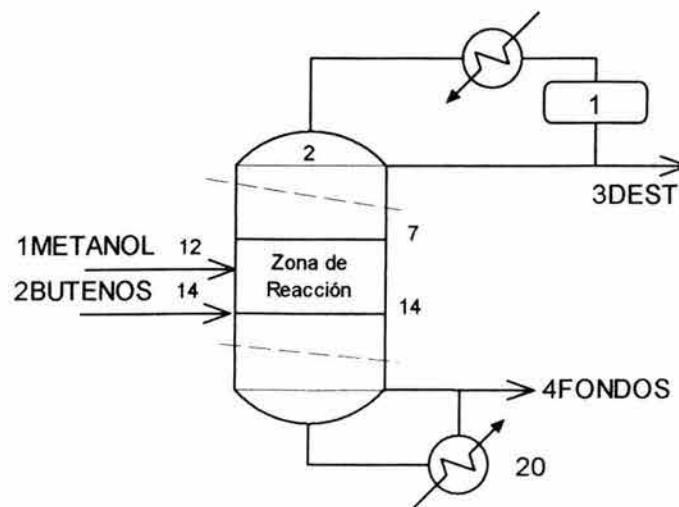 1
2
3DEST
7
1METANOL 12
Zona de
Reacción
2BUTENOS 14
14
4FONDOS
20